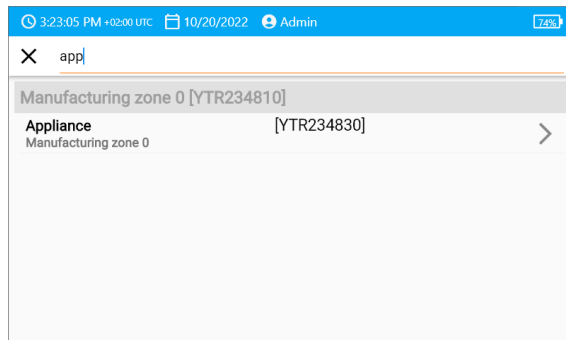 3:23:05 PM +02:00 UTC 10/20/2022 Admin 74%
app
Manufacturing zone 0 [YTR234810]
Appliance [YTR234830]
Manufacturing zone 0